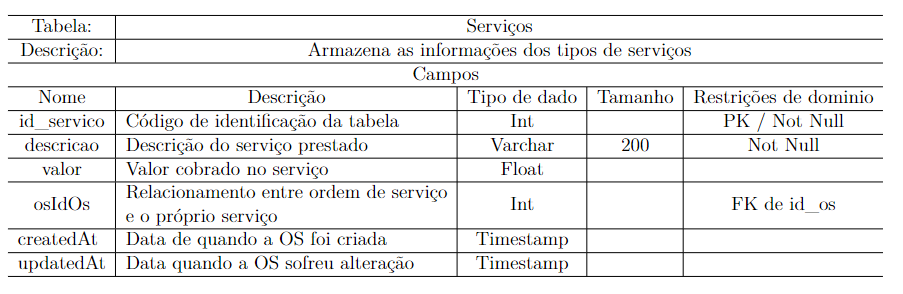 Tabela: Serviços
Descrição: Armazena as informações dos tipos de serviços
Campos
Nome Descrição Tipo de dado Tamanho Restrições de dominio
id_servico Código de identificação da tabela Int PK / Not Null
descricao Descrição do serviço prestado Varchar 200 Not Null
valor Valor cobrado no serviço Float
osIdOs Relacionamento entre ordem de serviço
e o próprio serviço Int FK de id_os
createdAt Data de quando a OS foi criada Timestamp
updatedAt Data quando a OS sofreu alteração Timestamp